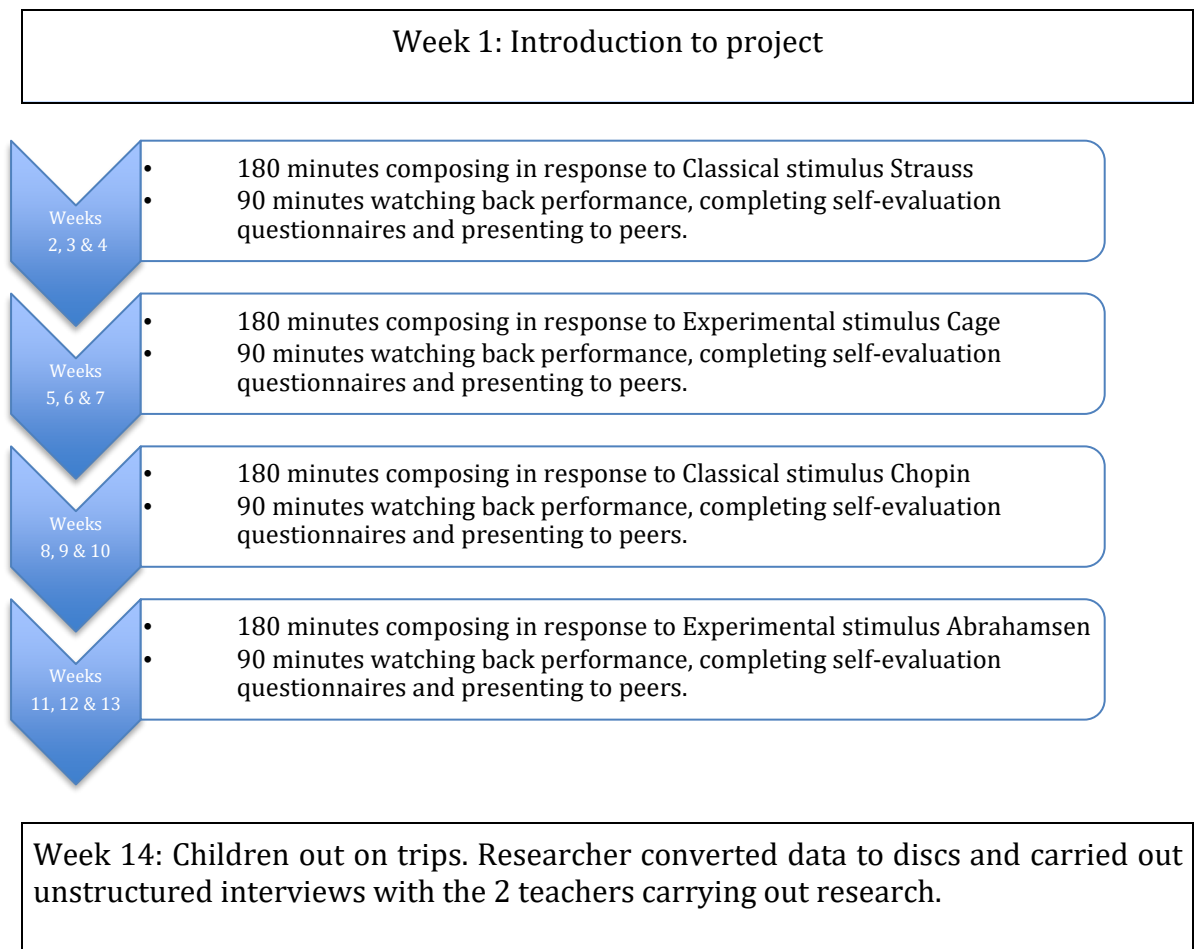 Week 1: Introduction to project
Weeks
2, 3 & 4
• 180 minutes composing in response to Classical stimulus Strauss
• 90 minutes watching back performance, completing self-evaluation
questionnaires and presenting to peers.
Weeks
5, 6 & 7
• 180 minutes composing in response to Experimental stimulus Cage
• 90 minutes watching back performance, completing self-evaluation
questionnaires and presenting to peers.
Weeks
8, 9 & 10
• 180 minutes composing in response to Classical stimulus Chopin
• 90 minutes watching back performance, completing self-evaluation
questionnaires and presenting to peers.
Weeks
11, 12 & 13
• 180 minutes composing in response to Experimental stimulus Abrahamsen
• 90 minutes watching back performance, completing self-evaluation
questionnaires and presenting to peers.
Week 14: Children out on trips. Researcher converted data to discs and carried out
unstructured interviews with the 2 teachers carrying out research.